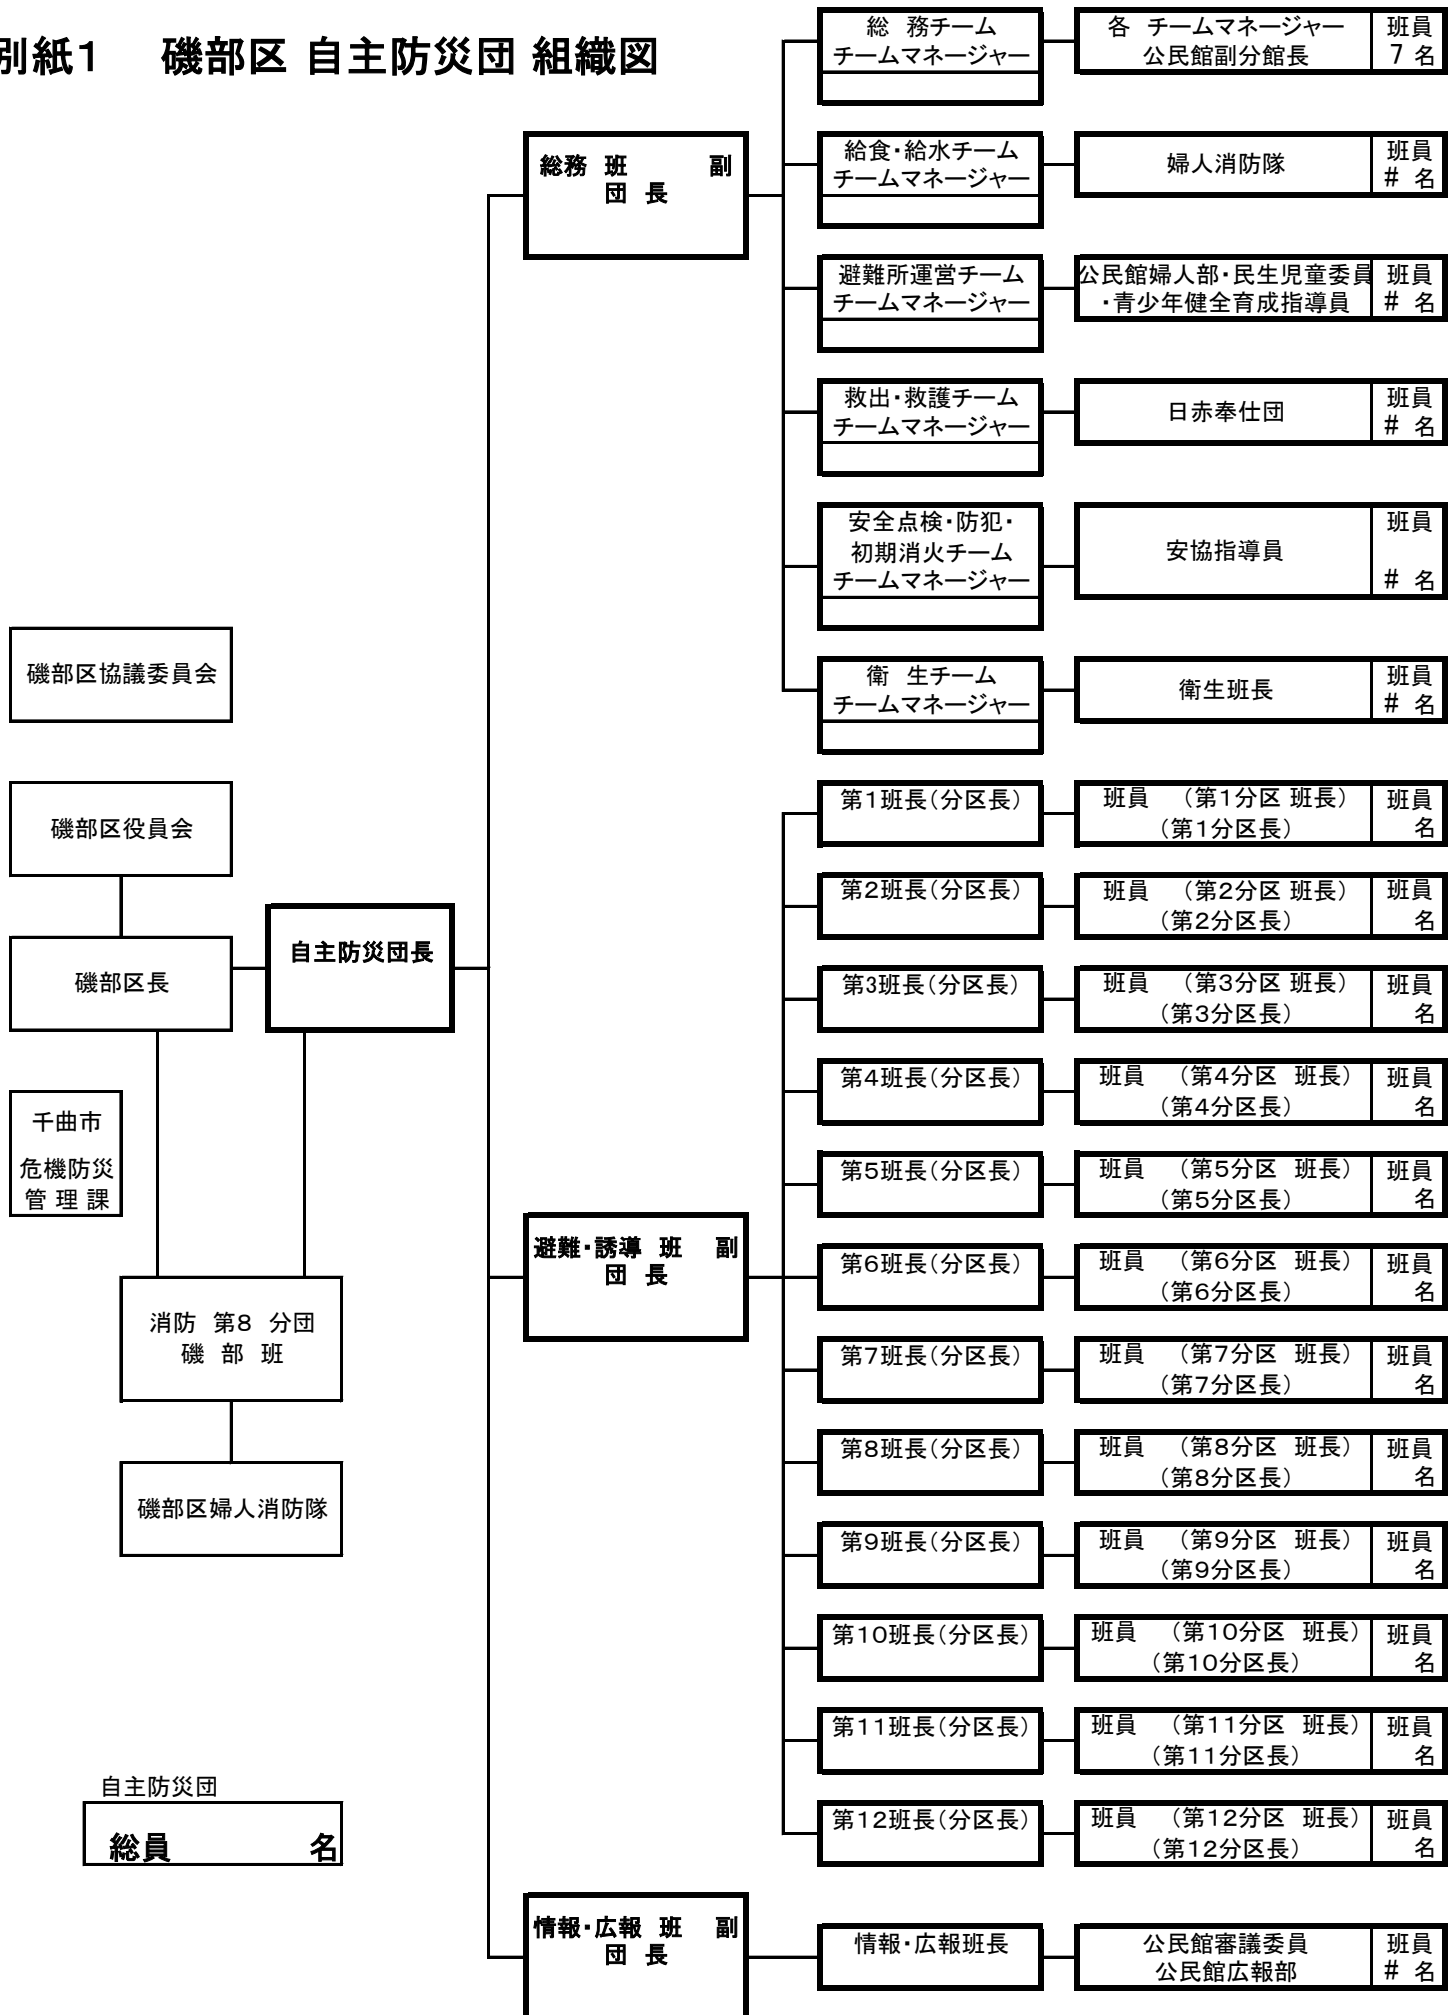 別紙1　磯部区 自主防災団 組織図
総 務チーム
チームマネージャー
各 チームマネージャー
公民館副分館長
班員
7 名
総務 班 副
団 長
給食・給水チーム
チームマネージャー
婦人消防隊
班員
# 名
避難所運営チーム
チームマネージャー
公民館婦人部・民生児童委員
・青少年健全育成指導員
班員
# 名
救出・救護チーム
チームマネージャー
日赤奉仕団
班員
# 名
安全点検・防犯・
初期消火チーム
チームマネージャー
安協指導員
班員
# 名
衛 生チーム
チームマネージャー
衛生班長
班員
# 名
磯部区協議委員会
磯部区役員会
磯部区長
自主防災団長
千曲市
危機防災
管 理 課
消防 第8 分団
磯 部 班
磯部区婦人消防隊
避難・誘導 班 副
団 長
第1班長(分区長)
班員 (第1分区 班長)
(第1分区長)
班員
名
第2班長(分区長)
班員 (第2分区 班長)
(第2分区長)
班員
名
第3班長(分区長)
班員 (第3分区 班長)
(第3分区長)
班員
名
第4班長(分区長)
班員 (第4分区 班長)
(第4分区長)
班員
名
第5班長(分区長)
班員 (第5分区 班長)
(第5分区長)
班員
名
第6班長(分区長)
班員 (第6分区 班長)
(第6分区長)
班員
名
第7班長(分区長)
班員 (第7分区 班長)
(第7分区長)
班員
名
第8班長(分区長)
班員 (第8分区 班長)
(第8分区長)
班員
名
第9班長(分区長)
班員 (第9分区 班長)
(第9分区長)
班員
名
第10班長(分区長)
班員 (第10分区 班長)
(第10分区長)
班員
名
第11班長(分区長)
班員 (第11分区 班長)
(第11分区長)
班員
名
第12班長(分区長)
班員 (第12分区 班長)
(第12分区長)
班員
名
自主防災団
総員 名
情報・広報 班 副
団 長
情報・広報班長
公民館審議委員
公民館広報部
班員
# 名